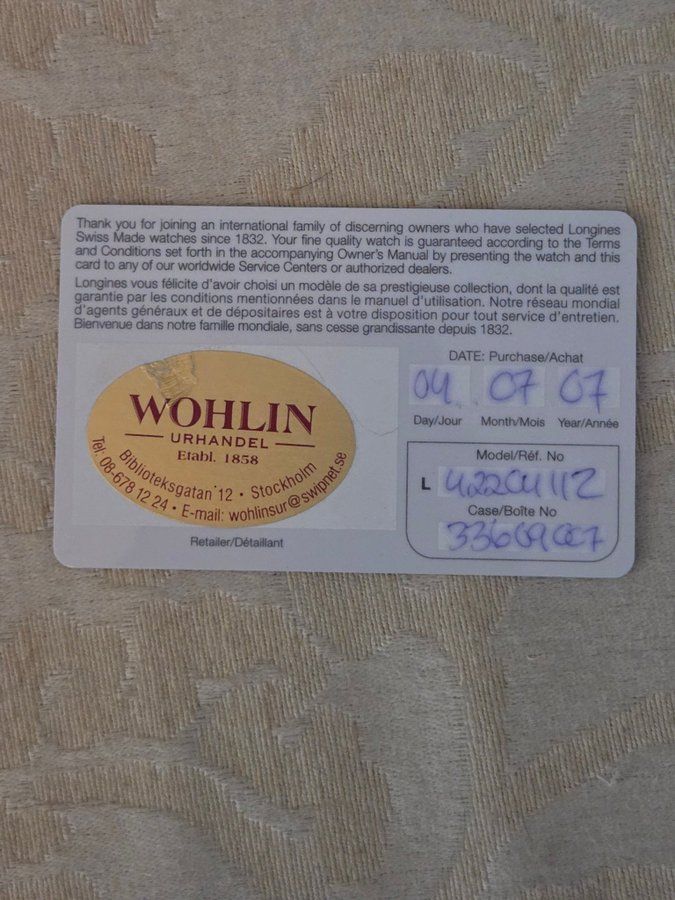 Thank you for joining an international family of discerning owners who have selected Longines
Swiss Made watches since 1832. Your fine quality watch is guaranteed according to the Terms
and Conditions set forth in the accompanying Owner's Manual by presenting the watch and this
card to any of our worldwide Service Centers or authorized dealers.
Longines vous félicite d'avoir choisi un modèle de sa prestigieuse collection, dont la qualité est
garantie par les conditions mentionnées dans le manuel d'utilisation. Notre réseau mondial
d'agents généraux et de dépositaires est à votre disposition pour tout service d'entretien.
Bienvenue dans notre famille mondiale, sans cesse grandissante depuis 1832.
WOHLIN
URHANDEL
Etabl. 1858
Biblioteksgatan 12 • Stockholm
Tel: 08-678 12 24 • E-mail: wohlinsur@swipnet.se
Retailer/Détaillant
DATE: Purchase/Achat
04 07 07
Day/Jour Month/Mois Year/Année
Model/Réf. No
L 42204112
Case/Boîte No
33609007